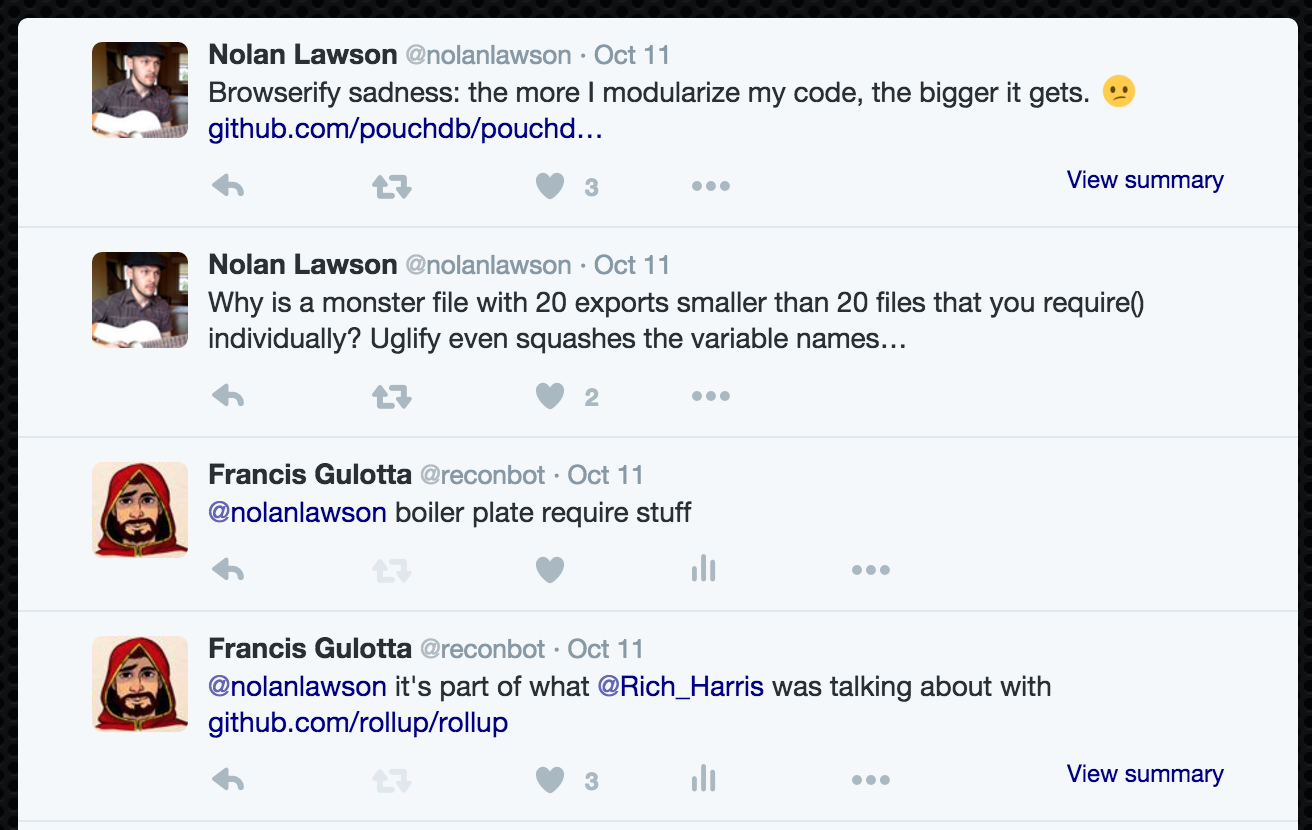 Nolan Lawson @nolanlawson · Oct 11
Browserify sadness: the more I modularize my code, the bigger it gets. 😕
github.com/pouchdb/pouchd…
3
View summary
Nolan Lawson @nolanlawson · Oct 11
Why is a monster file with 20 exports smaller than 20 files that you require()
individually? Uglify even squashes the variable names…
2
Francis Gulotta @reconbot · Oct 11
@nolanlawson boiler plate require stuff
Francis Gulotta @reconbot · Oct 11
@nolanlawson it's part of what @Rich_Harris was talking about with
github.com/rollup/rollup
3
View summary